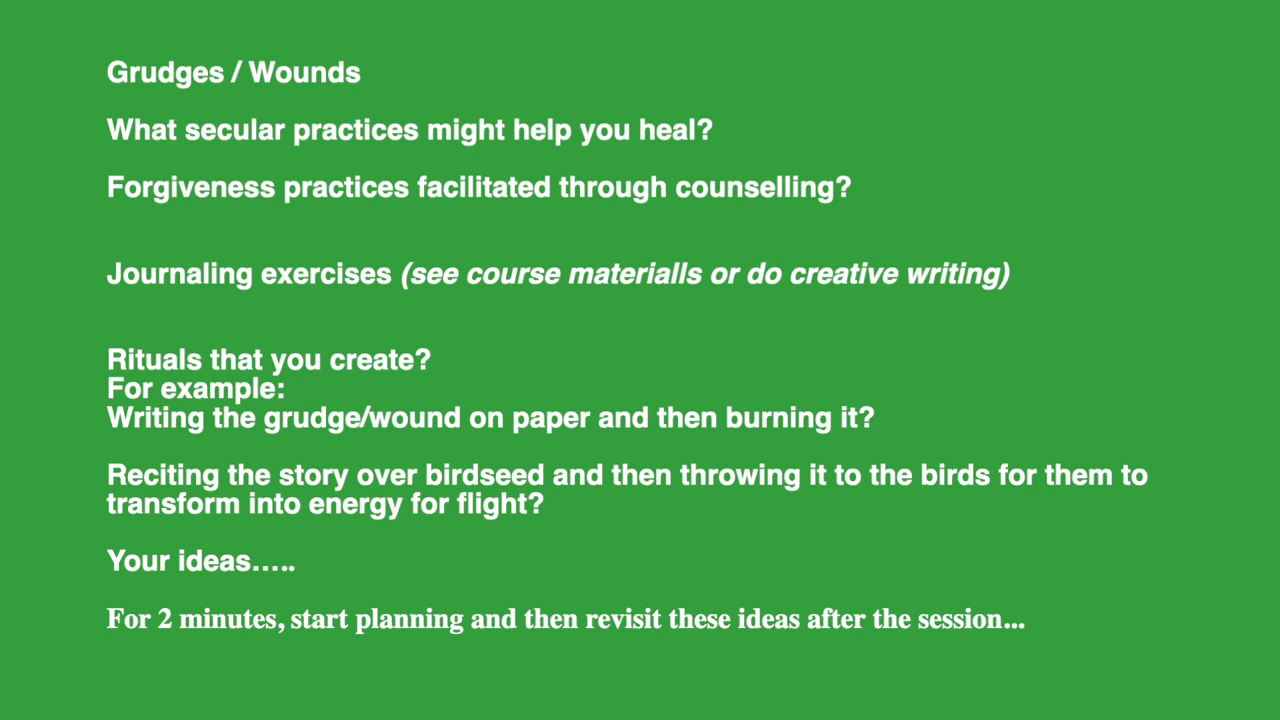 Grudges / Wounds
What secular practices might help you heal?
Forgiveness practices facilitated through counselling?
Journaling exercises (see course materialls or do creative writing)
Rituals that you create?
For example:
Writing the grudge/wound on paper and then burning it?
Reciting the story over birdseed and then throwing it to the birds for them to
transform into energy for flight?
Your ideas…..
For 2 minutes, start planning and then revisit these ideas after the session...